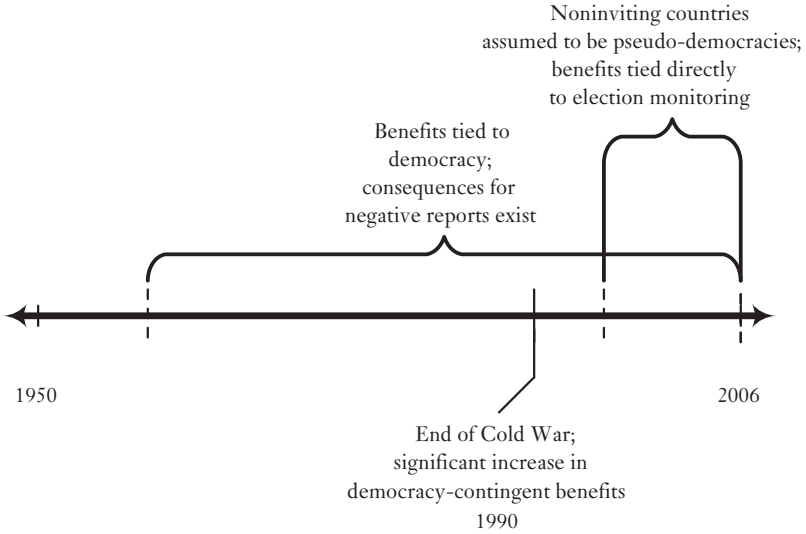 Noninviting countries
assumed to be pseudo-democracies;
benefits tied directly
to election monitoring
Benefits tied to
democracy;
consequences for
negative reports exist
1950
2006
End of Cold War;
significant increase in
democracy-contingent benefits
1990